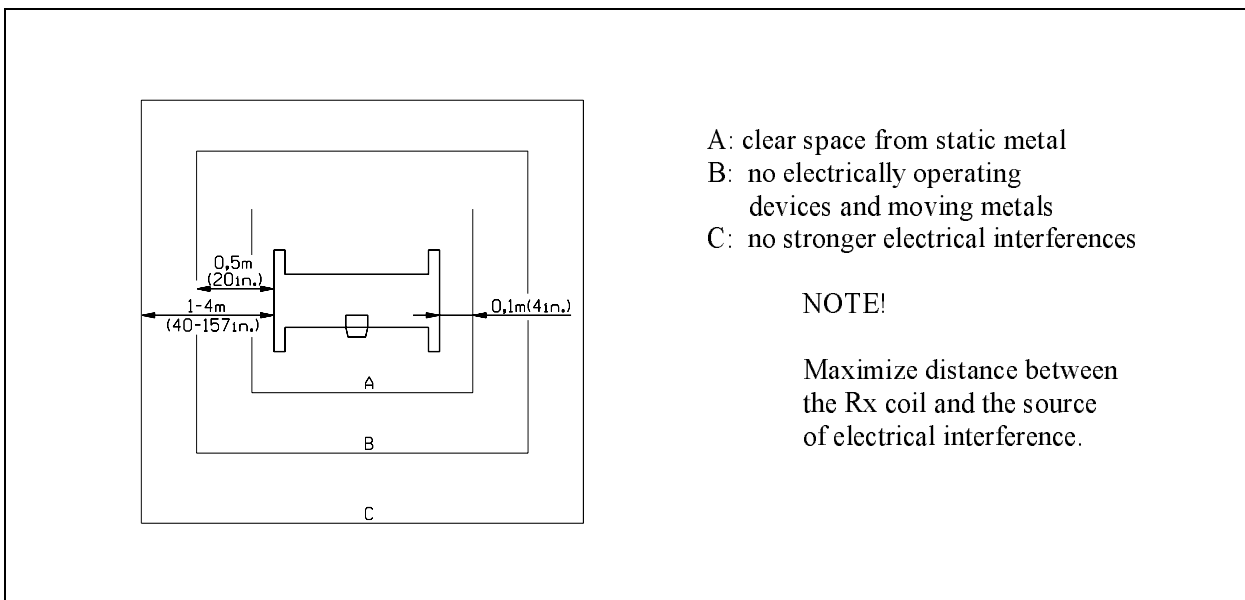 A: clear space from static metal
B: no electrically operating
devices and moving metals
C: no stronger electrical interferences
NOTE!
Maximize distance between
the Rx coil and the source
of electrical interference.
0,5m
(20in.)
1-4m
(40-157in.)
0,1m(4in.)
A
B
C